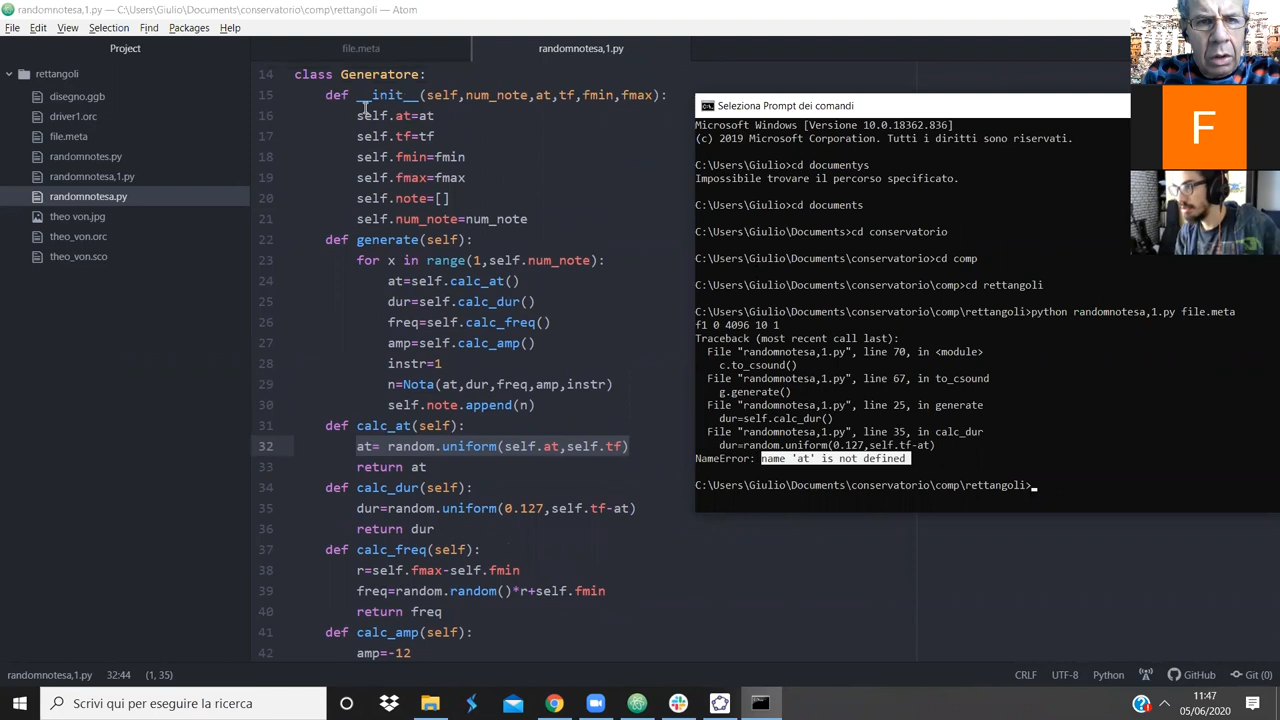 randomnotesa,1.py — C:\Users\Giulio\Documents\conservatorio\comp\rettangoli — Atom
File Edit View Selection Find Packages Help
Project
file.meta
randomnotesa,1.py
rettangoli
disegno.ggb
driver1.orc
file.meta
randomnotes.py
randomnotes,1.py
randomnotesa,1.py
theo von.jpg
theo_von.orc
theo_von.sco
14 class Generatore:
15 def __init__(self,num_note,at,tf,fmin,fmax):
16 self.at=at
17 self.tf=tf
18 self.fmin=fmin
19 self.fmax=fmax
20 self.note=[]
21 self.num_note=num_note
22 def generate(self):
23 for x in range(1,self.num_note):
24 at=self.calc_at()
25 dur=self.calc_dur()
26 freq=self.calc_freq()
27 amp=self.calc_amp()
28 instr=1
29 n=Nota(at,dur,freq,amp,instr)
30 self.note.append(n)
31 def calc_at(self):
32 at= random.uniform(self.at,self.tf)
33 return at
34 def calc_dur(self):
35 dur=random.uniform(0.127,self.tf-at)
36 return dur
37 def calc_freq(self):
38 r=self.fmax-self.fmin
39 freq=random.random()*r+self.fmin
40 return freq
41 def calc_amp(self):
42 amp=-12
Seleziona Prompt dei comandi
Microsoft Windows [Versione 10.0.18362.836]
(c) 2019 Microsoft Corporation. Tutti i diritti sono riservati.
C:\Users\Giulio>cd documentys
Impossibile trovare il percorso specificato.
C:\Users\Giulio>cd documents
C:\Users\Giulio\Documents>cd conservatorio
C:\Users\Giulio\Documents\conservatorio>cd comp
C:\Users\Giulio\Documents\conservatorio\comp>cd rettangoli
C:\Users\Giulio\Documents\conservatorio\comp\rettangoli>python randomnotesa,1.py file.meta
f1 0 4096 10 1
Traceback (most recent call last):
File "randomnotesa,1.py", line 70, in <module>
c.to_csound()
File "randomnotesa,1.py", line 67, in to_csound
g.generate()
File "randomnotesa,1.py", line 25, in generate
dur=self.calc_dur()
File "randomnotesa,1.py", line 35, in calc_dur
dur=random.uniform(0.127,self.tf-at)
NameError: name 'at' is not defined
C:\Users\Giulio\Documents\conservatorio\comp\rettangoli>
F
randomnotesa,1.py 32:44 (1, 35)
CRLF UTF-8 Python GitHub Git (0)
Scrivi qui per eseguire la ricerca
11:47
05/06/2020